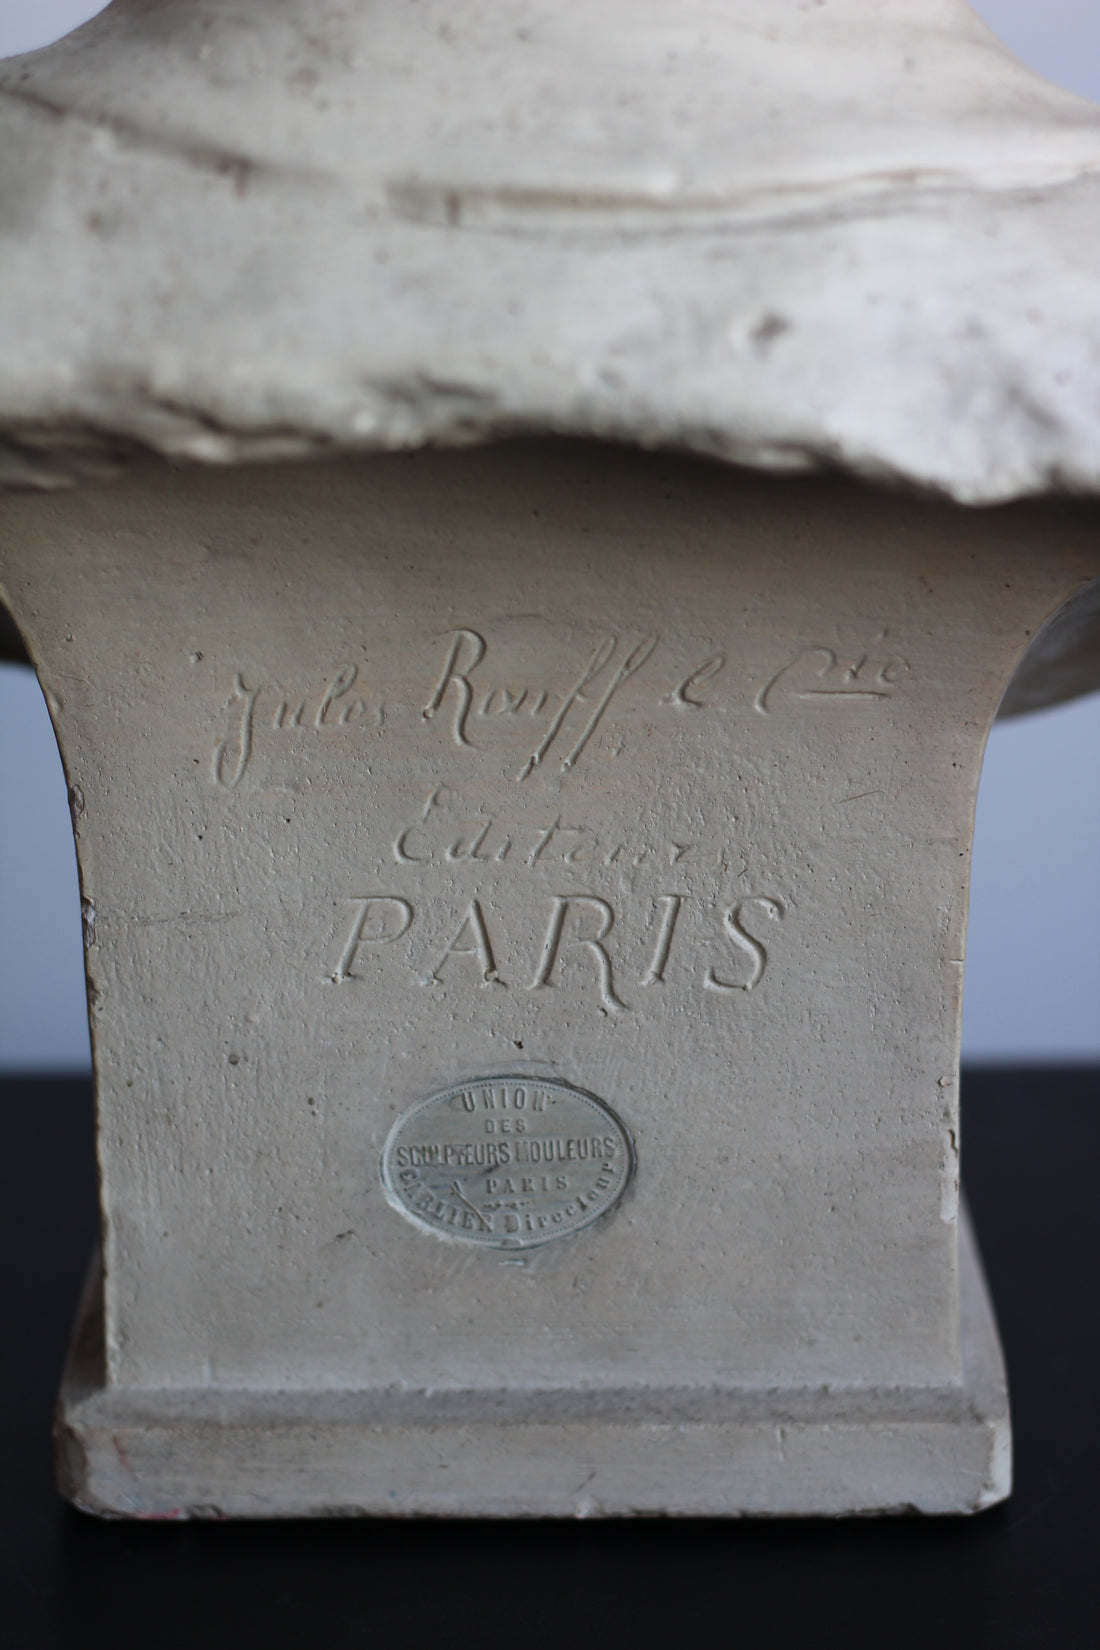 Jules Rouff & Cie
Editeurs
PARIS
UNION
DES
SCULPTEURS MOULEURS
PARIS
CARLIER Directeur